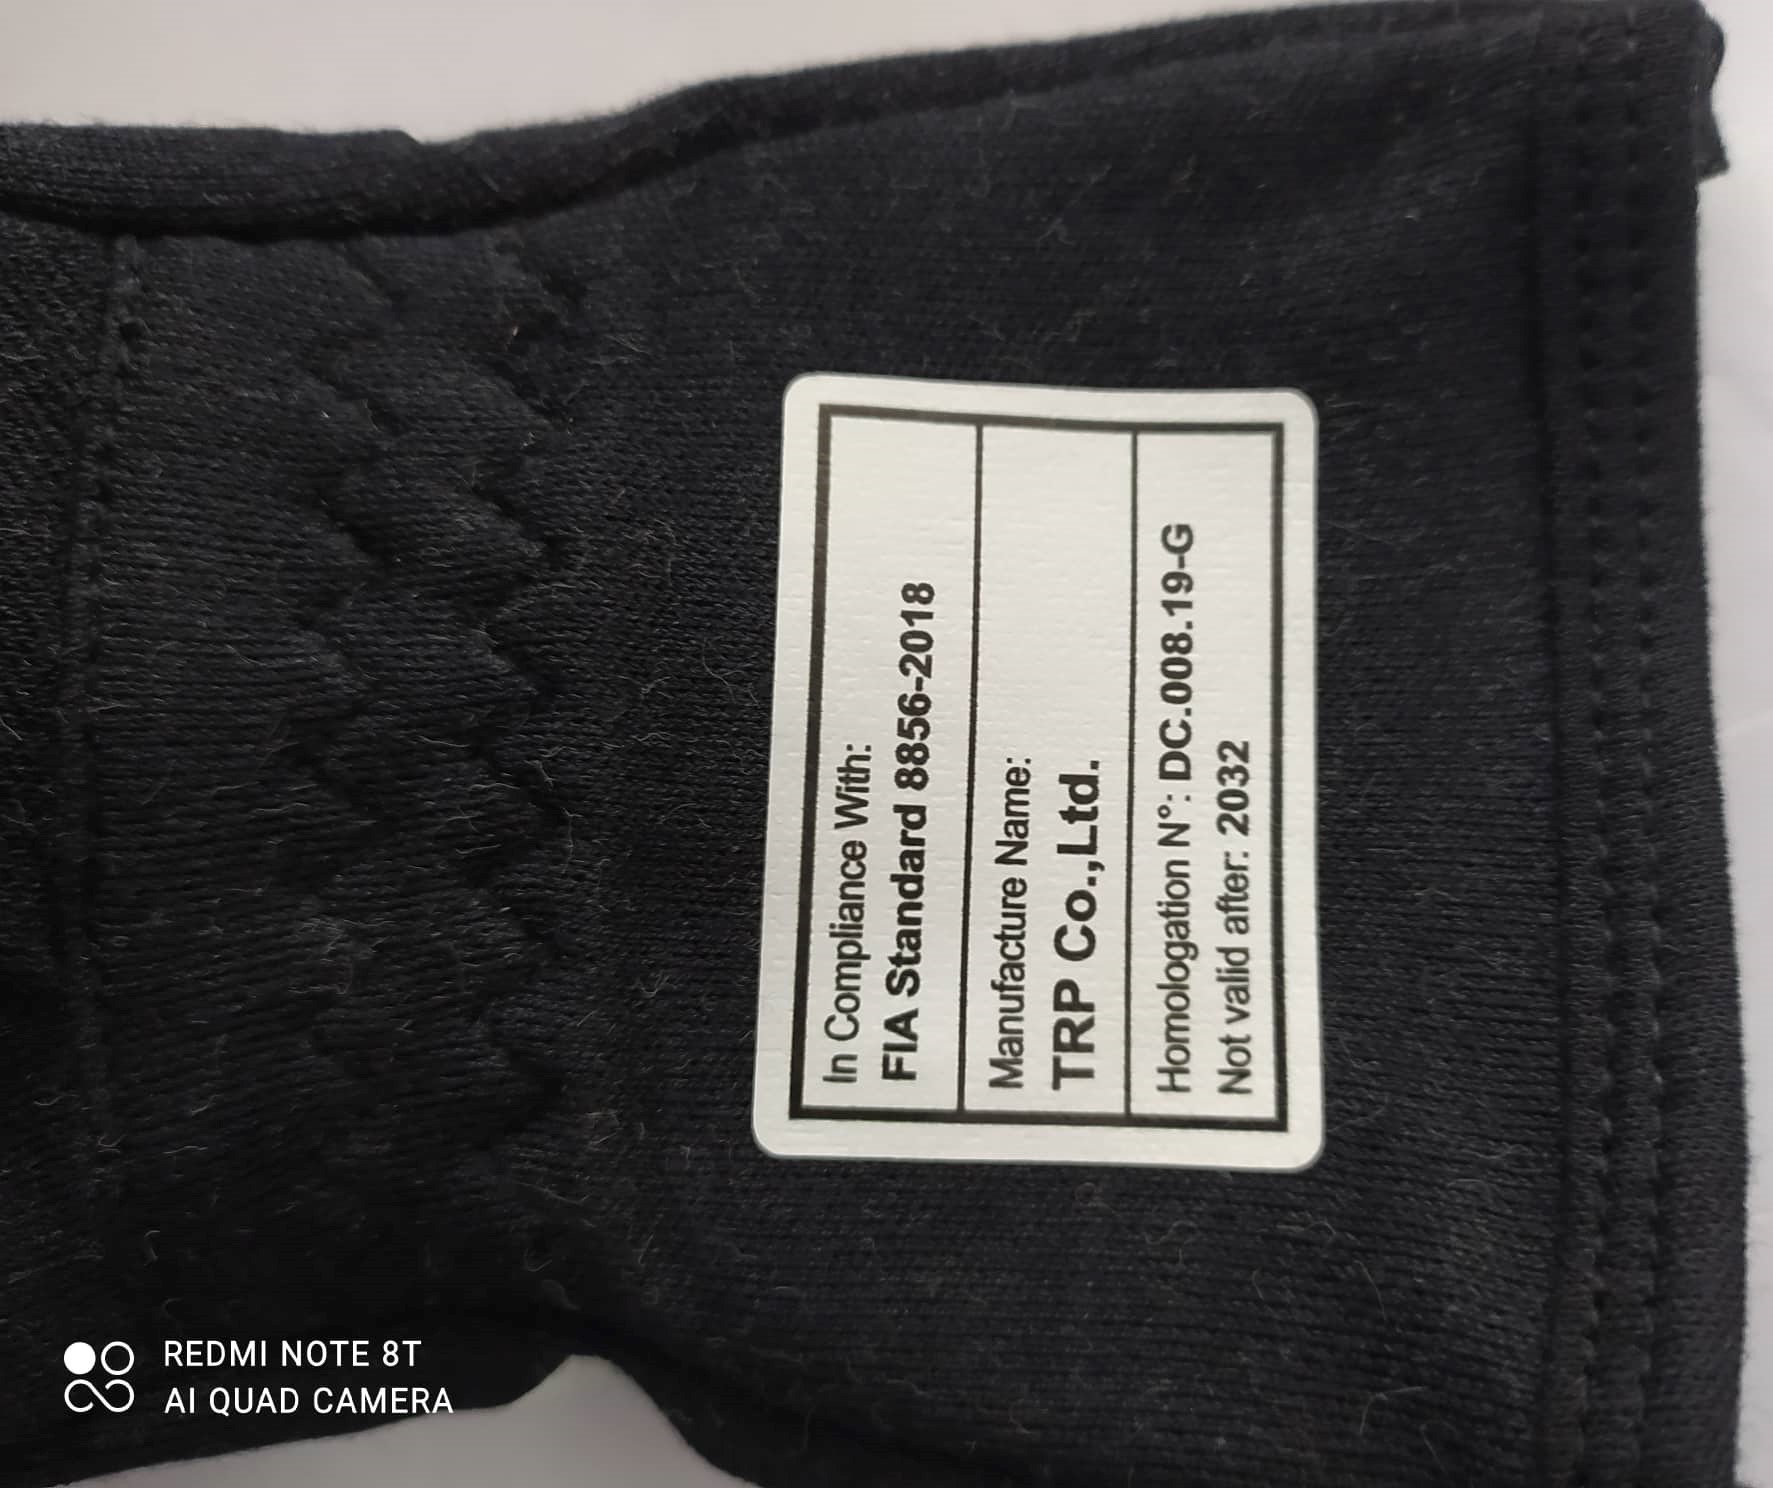 In Compliance With:
FIA Standard 8856-2018
Manufacture Name:
TRP Co.,Ltd.
Homologation N°: DC.008.19-G
Not valid after: 2032
REDMI NOTE 8T
AI QUAD CAMERA